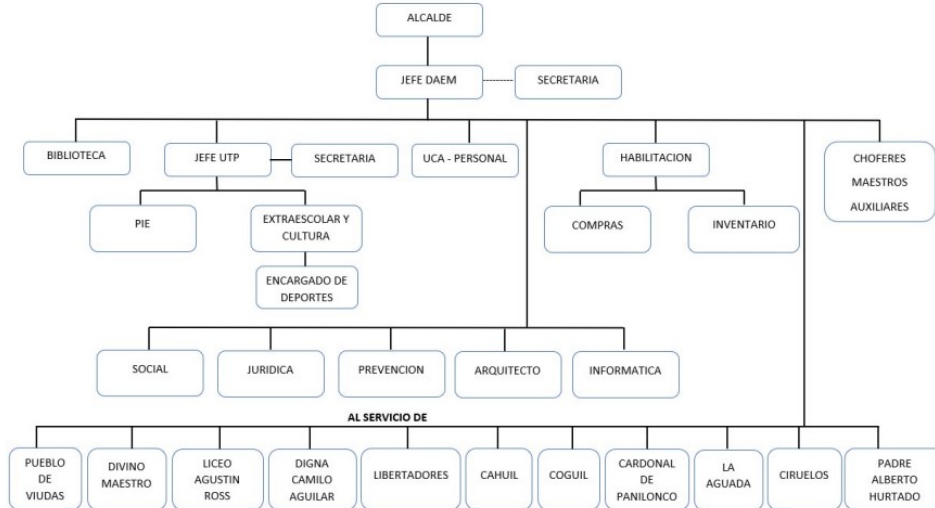 ALCALDE
JEFE DAEM
SECRETARIA
BIBLIOTECA
JEFE UTP
SECRETARIA
UCA - PERSONAL
HABILITACION
CHOFERES
MAESTROS
AUXILIARES
PIE
EXTRAESCOLAR Y
CULTURA
COMPRAS
INVENTARIO
ENCARGADO DE
DEPORTES
SOCIAL
JURIDICA
PREVENCION
ARQUITECTO
INFORMATICA
AL SERVICIO DE
PUEBLO
DE
VIUDAS
DIVINO
MAESTRO
LICEO
AGUSTIN
ROSS
DIGNA
CAMILO
AGUILAR
LIBERTADORES
CAHUIL
COGUIL
CARDONAL
DE
PANILONCO
LA
AGUADA
CIRUELOS
PADRE
ALBERTO
HURTADO